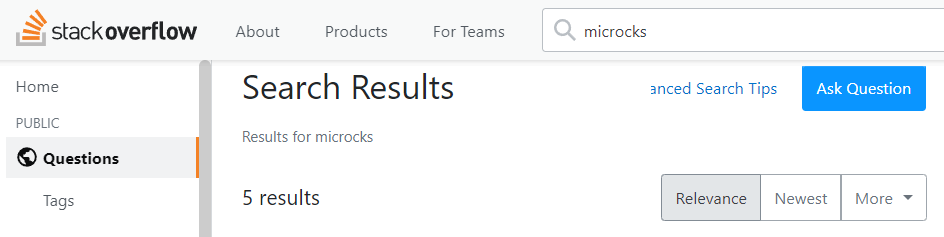 stackoverflow About Products For Teams microcks
Home
PUBLIC
Questions
Tags
Search Results
anced Search Tips Ask Question
Results for microcks
5 results Relevance Newest More